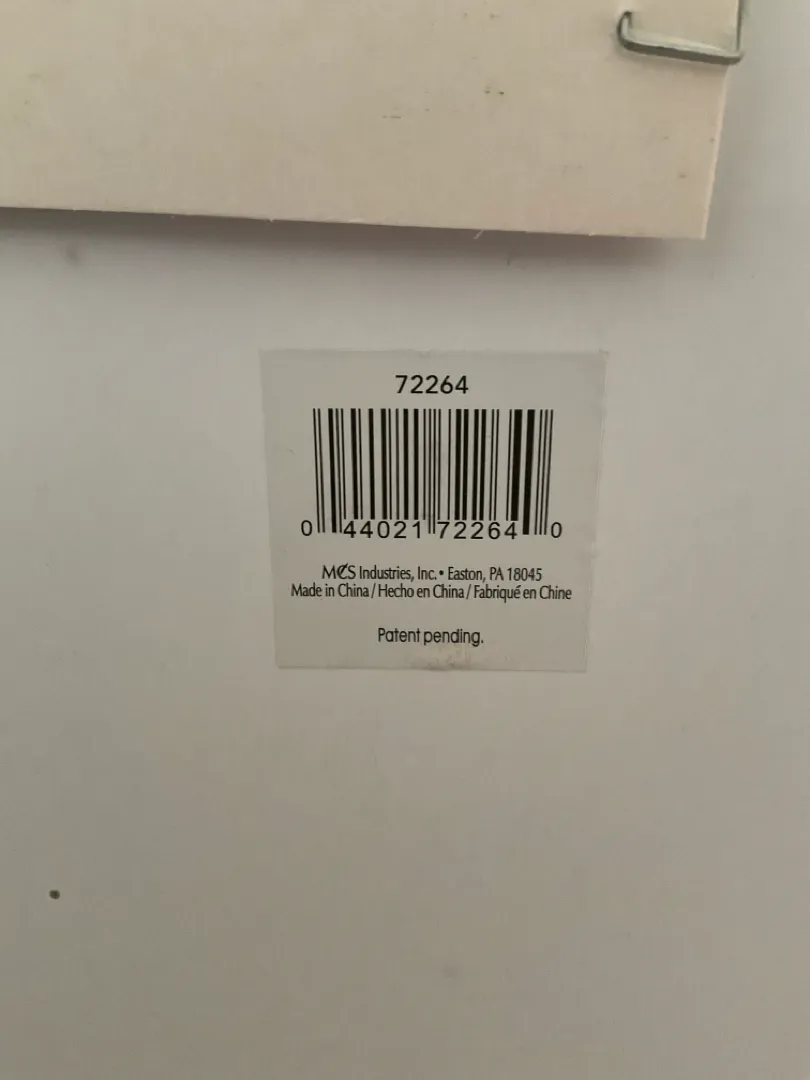 72264
0 44021 72264 0
MCS Industries, Inc. • Easton, PA 18045
Made in China / Hecho en China / Fabriqué en Chine
Patent pending.